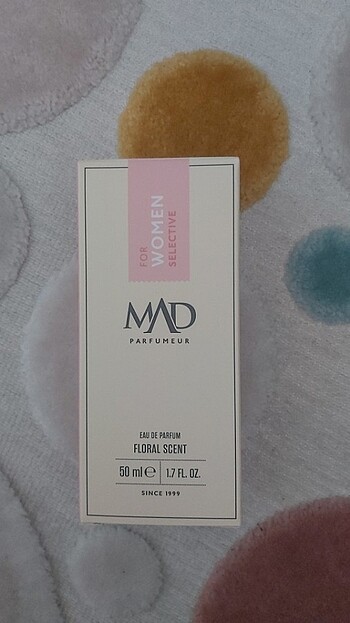 FOR
WOMEN
SELECTIVE
MAD
PARFUMEUR
EAU DE PARFUM
FLORAL SCENT
50 ml ℮ 1.7 FL. OZ.
SINCE 1999